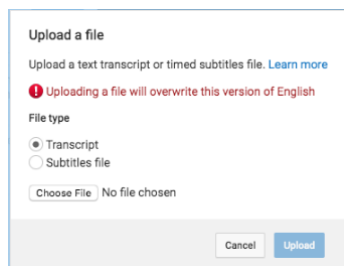 Upload a file
Upload a text transcript or timed subtitles file. Learn more
Uploading a file will overwrite this version of English
File type
Transcript
Subtitles file
Choose File No file chosen
Cancel Upload